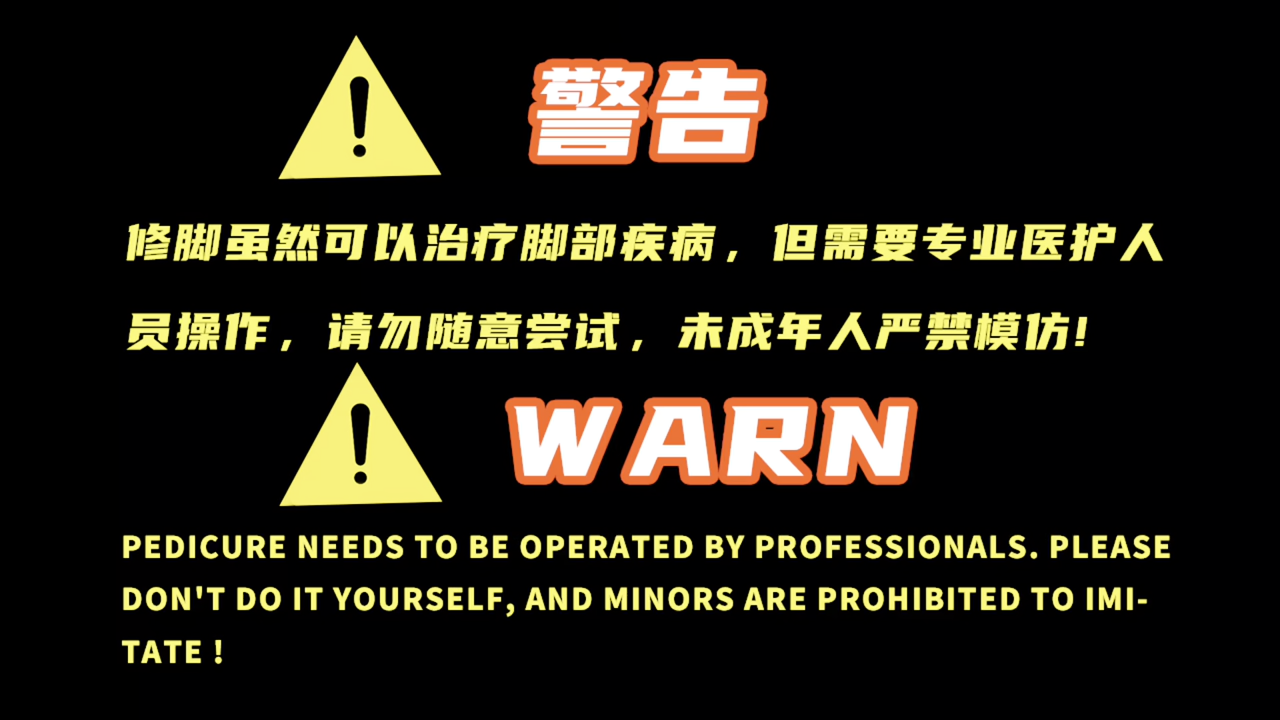 警告
修脚虽然可以治疗脚部疾病，但需要专业医护人
员操作，请勿随意尝试，未成年人严禁模仿!
WARN
PEDICURE NEEDS TO BE OPERATED BY PROFESSIONALS. PLEASE
DON'T DO IT YOURSELF, AND MINORS ARE PROHIBITED TO IMI-
TATE !